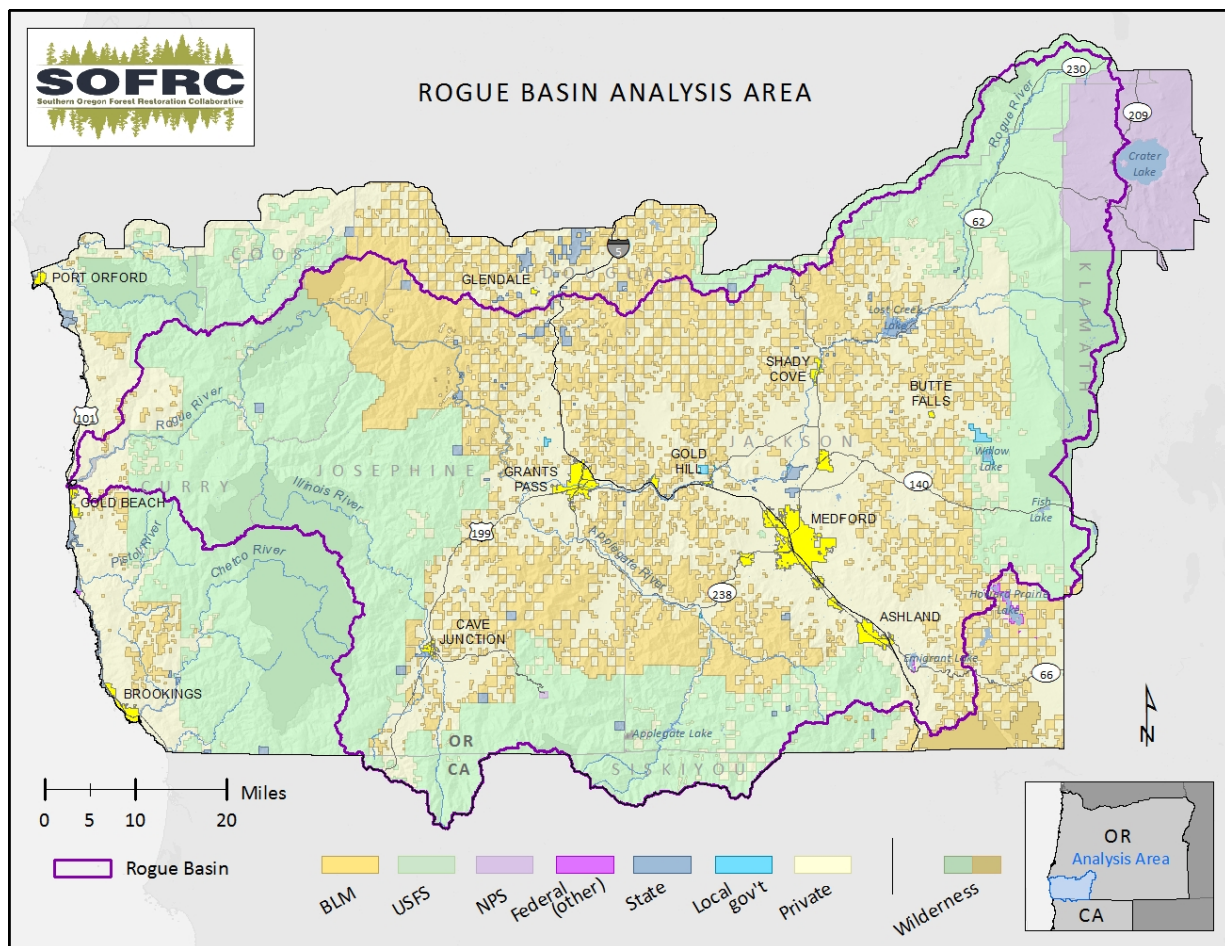 SOFRC
Southern Oregon Forest Restoration Collaborative
ROGUE BASIN ANALYSIS AREA
230
Rogue River
209
Crater
Lake
62
5
COOS
DOUGLAS
PORT ORFORD
GLENDALE
KLAMATH
Lost Creek
Lake
SHADY
COVE
BUTTE
FALLS
101
Rogue River
JACKSON
GOLD
HILL
Willow
Lake
JOSEPHINE
GRANTS
PASS
CURRY
Illinois River
140
GOLD BEACH
Fish
Lake
199
MEDFORD
Pistol River
Chetco River
Applegate River
238
Howard Prairie
Lake
ASHLAND
CAVE
JUNCTION
Emigrant Lake
66
BROOKINGS
OR
CA
Applegate Lake
SISKIYOU
N
Miles
0 5 10 20
Rogue Basin
BLM
USFS
NPS
Federal
(other)
State
Local
gov't
Private
Wilderness
OR
Analysis Area
CA